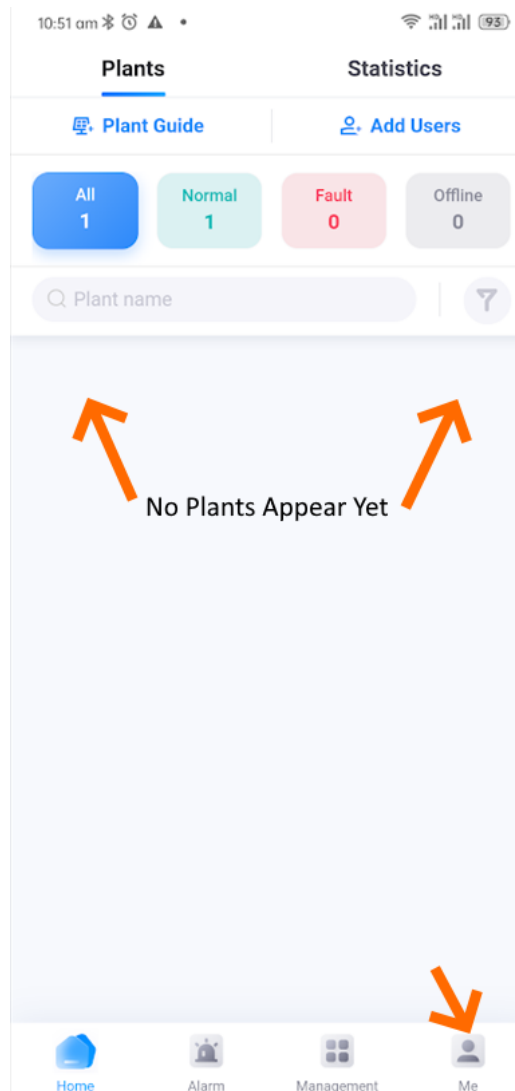 10:51 am 93
Plants Statistics
Plant Guide Add Users
All Normal Fault Offline
1 1 0 0
Plant name
No Plants Appear Yet
Home Alarm Management Me